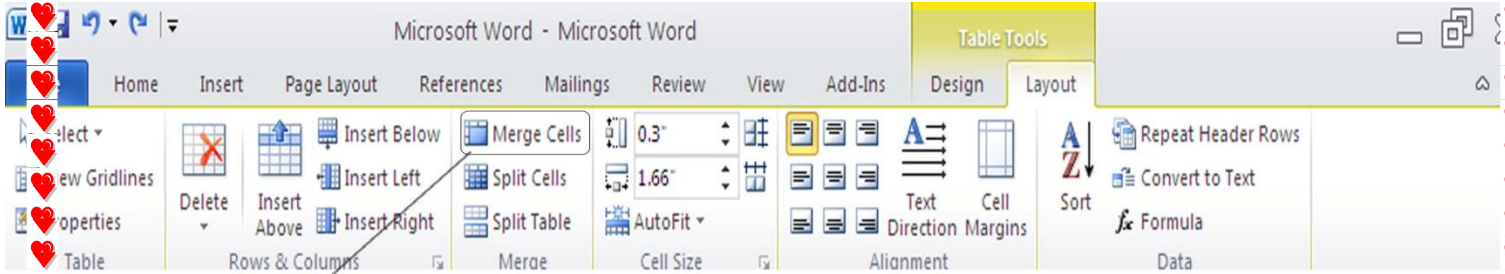 W
Microsoft Word - Microsoft Word
Table Tools
Home Insert Page Layout References Mailings Review View Add-Ins Design Layout
elect
ew Gridlines
operties
Table
Delete
Insert Above
Insert Below
Insert Left
Insert Right
Rows & Columns
Merge Cells
Split Cells
Split Table
Merge
0.3"
1.66"
AutoFit
Cell Size
Text Direction
Cell Margins
Alignment
A
Z
Sort
Repeat Header Rows
Convert to Text
fx Formula
Data